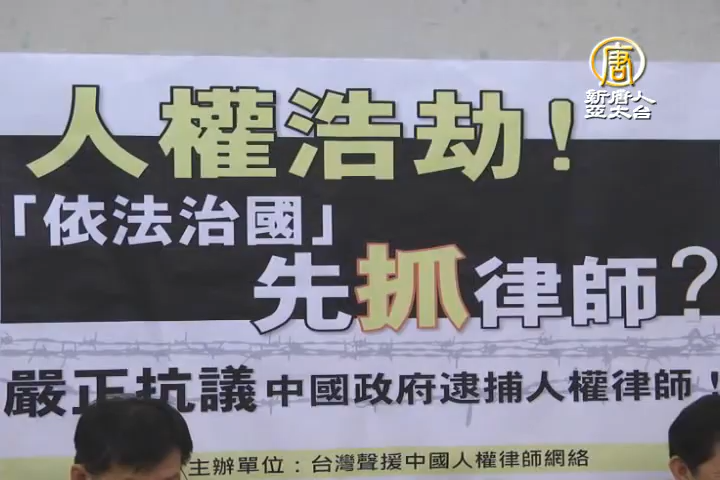 唐
新唐人
亞太台
人權浩劫!
「依法治國」
先抓律師?
嚴正抗議中國政府逮捕人權律師!
主辦單位:台灣聲援中國人權律師網絡